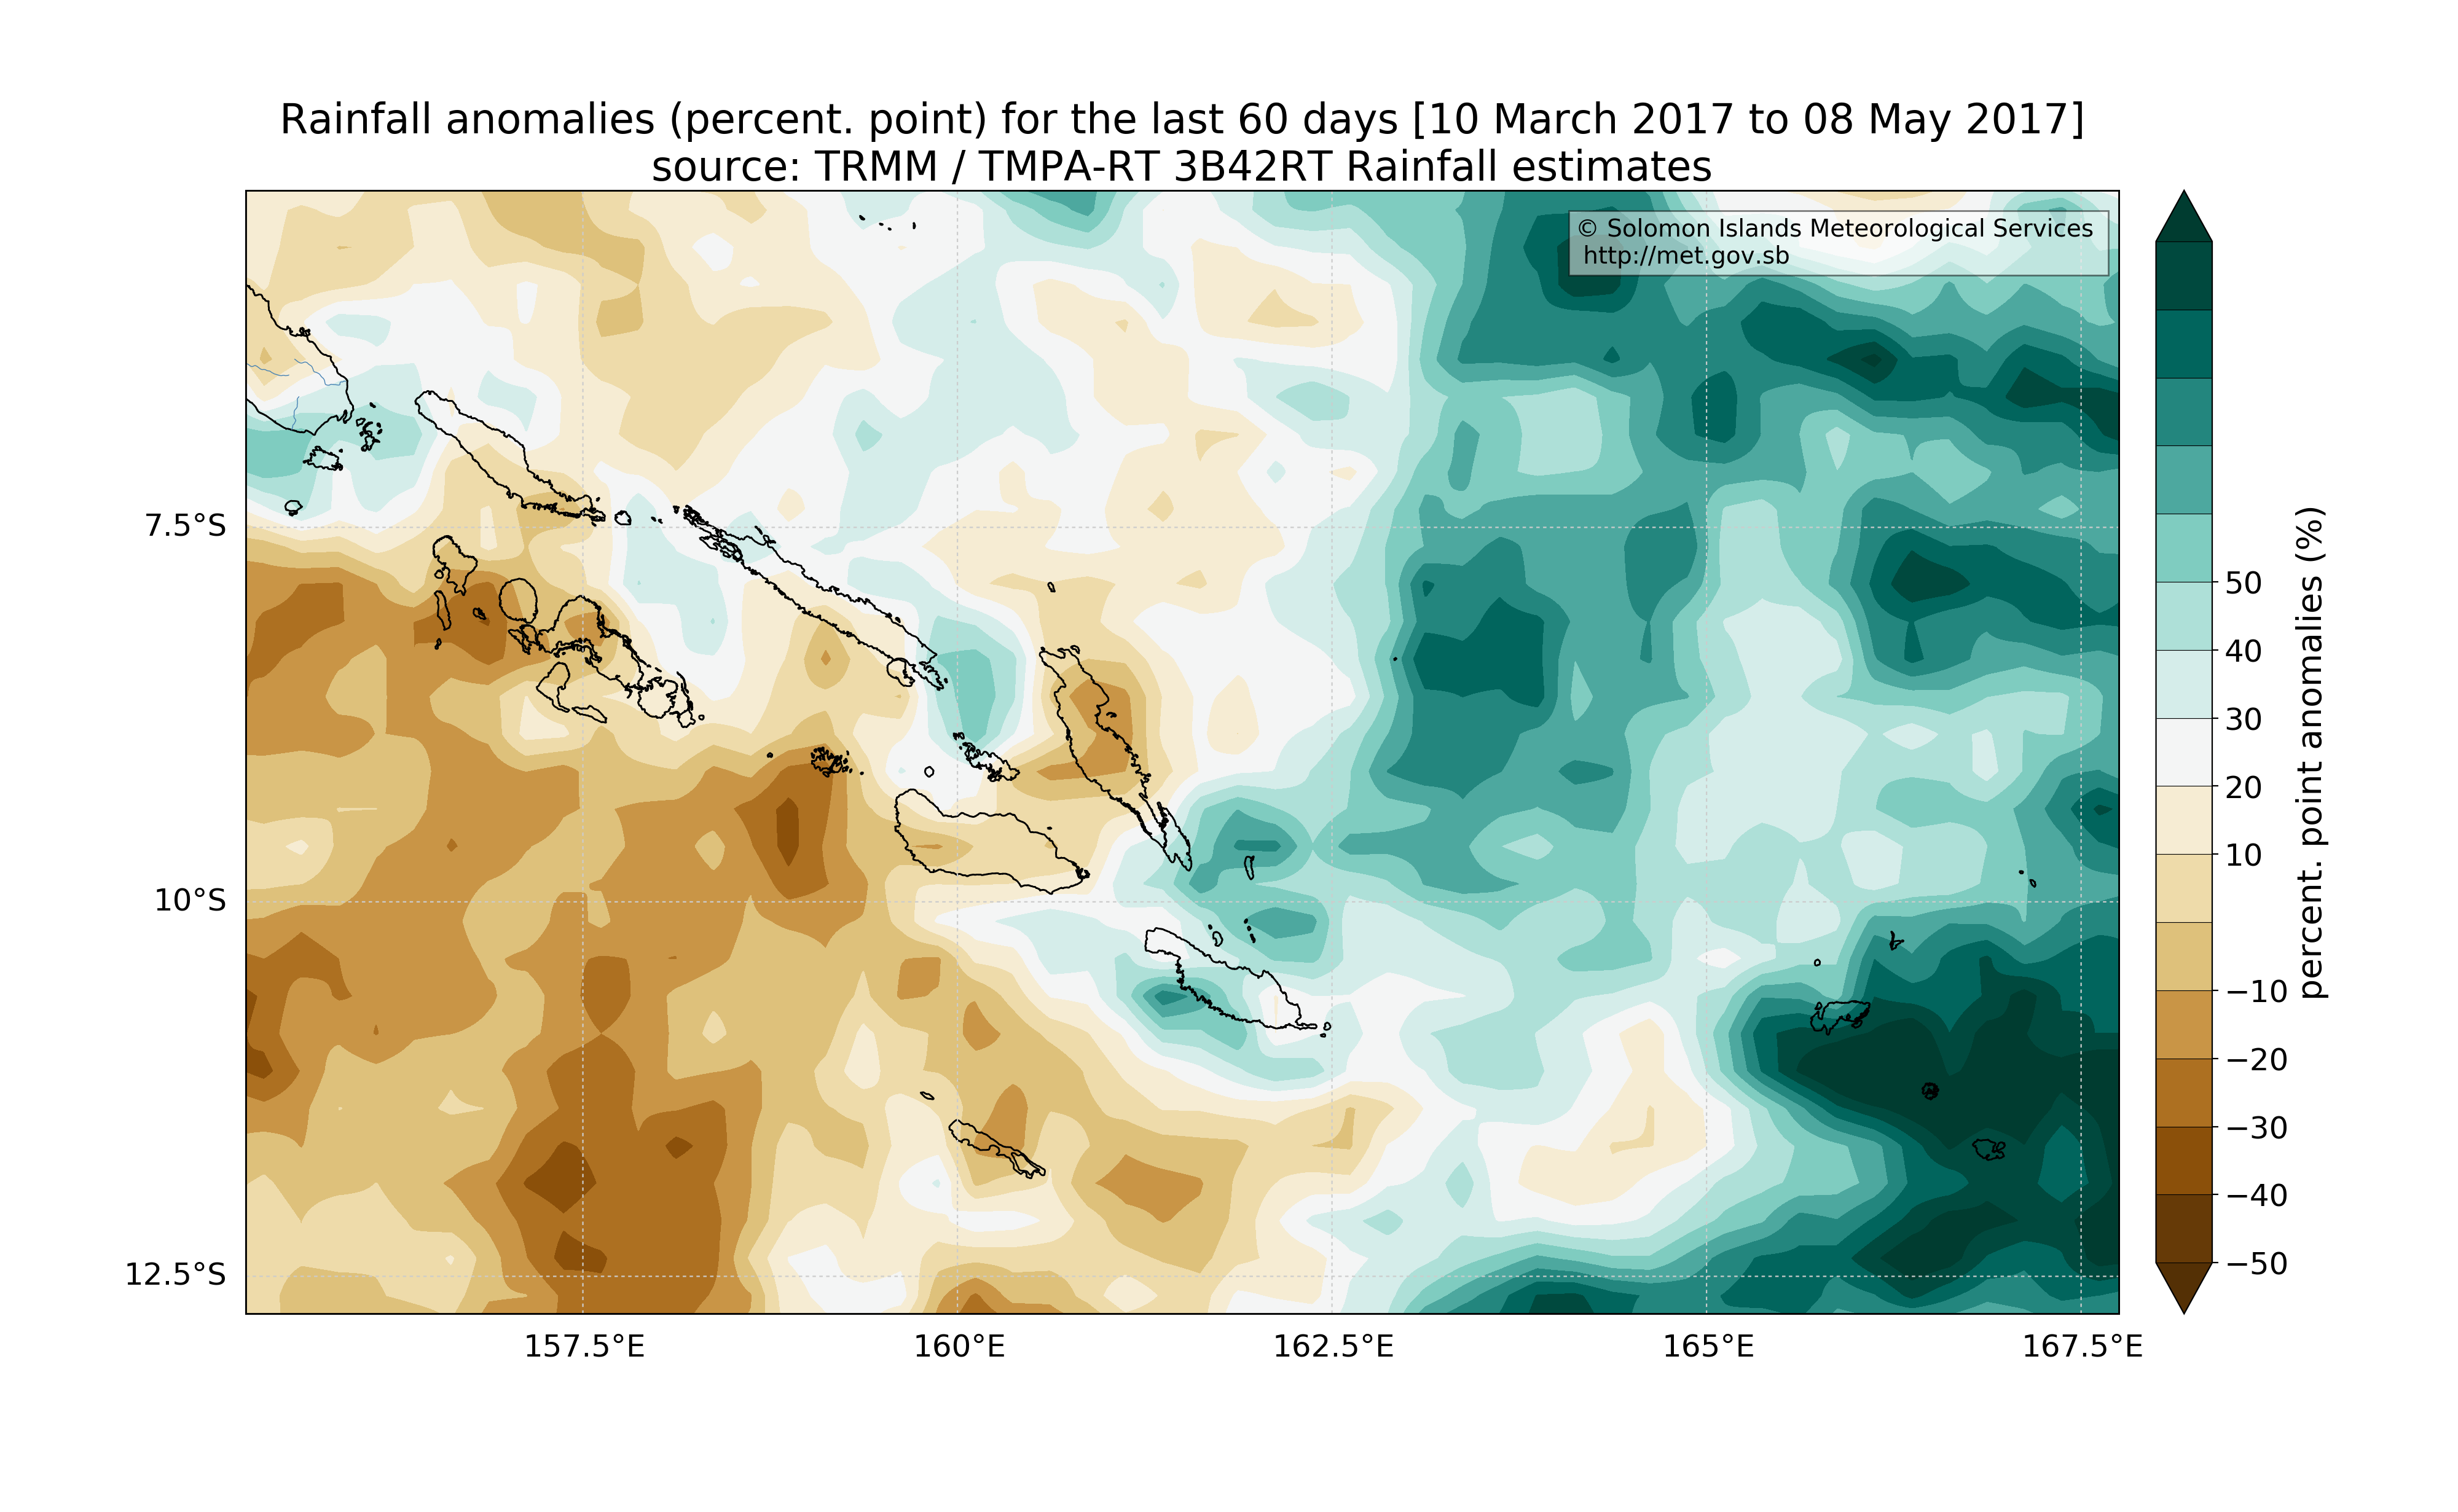 Rainfall anomalies (percent. point) for the last 60 days [10 March 2017 to 08 May 2017]
source: TRMM / TMPA-RT 3B42RT Rainfall estimates
© Solomon Islands Meteorological Services
http://met.gov.sb
7.5°S
10°S
12.5°S
157.5°E
160°E
162.5°E
165°E
167.5°E
50
40
30
20
10
−10
−20
−30
−40
−50
percent. point anomalies (%)